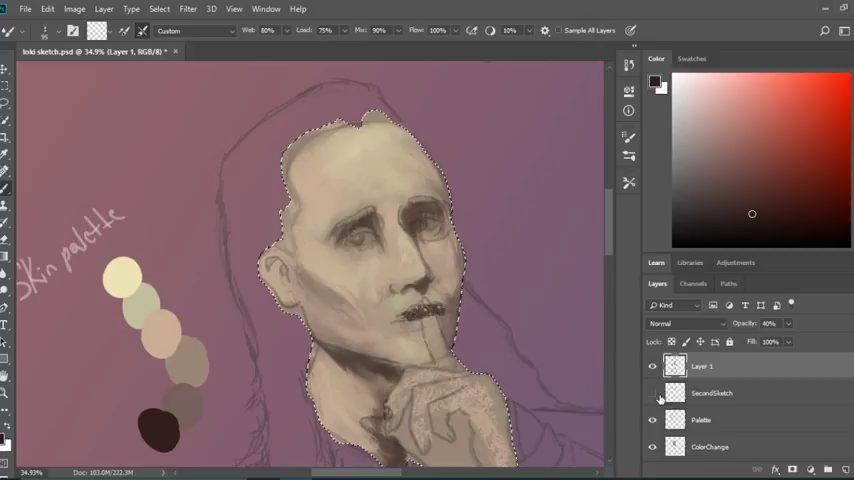 Ps File Edit Image Layer Type Select Filter 3D View Window Help
95 Custom Wet: 80% Load: 75% Mix: 90% Flow: 100% 10% Sample All Layers
loki sketch.psd @ 34.9% (Layer 1, RGB/8) * ×
Skin palette
34.93% Doc: 103.0M/222.3M
Color Swatches
Learn Libraries Adjustments
Layers Channels Paths
Kind
Normal Opacity: 40%
Lock: Fill: 100%
Layer 1
SecondSketch
Palette
ColorChange
fx